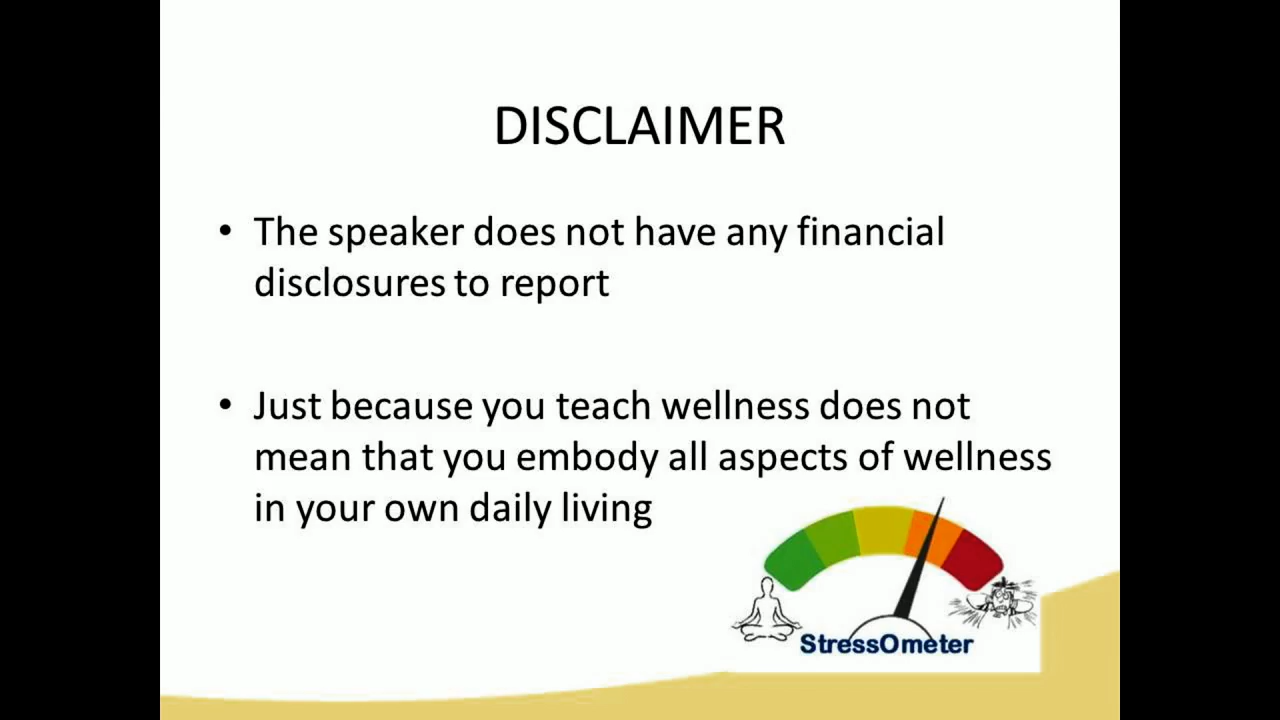 DISCLAIMER
• The speaker does not have any financial
disclosures to report
• Just because you teach wellness does not
mean that you embody all aspects of wellness
in your own daily living
StressOmeter